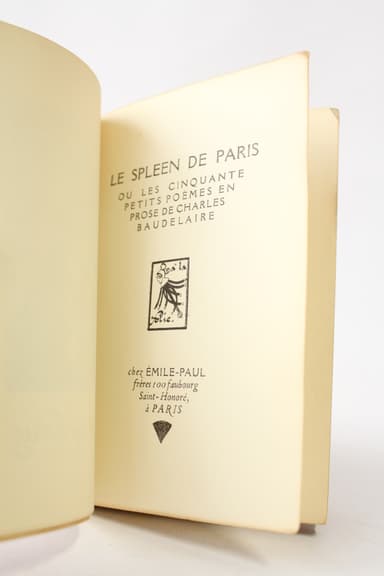 LE SPLEEN DE PARIS
OU LES CINQUANTE
PETITS POÈMES EN
PROSE DE CHARLES
BAUDELAIRE
jolie.
chez ÉMILE-PAUL
frères 100 faubourg
Saint-Honoré,
à PARIS